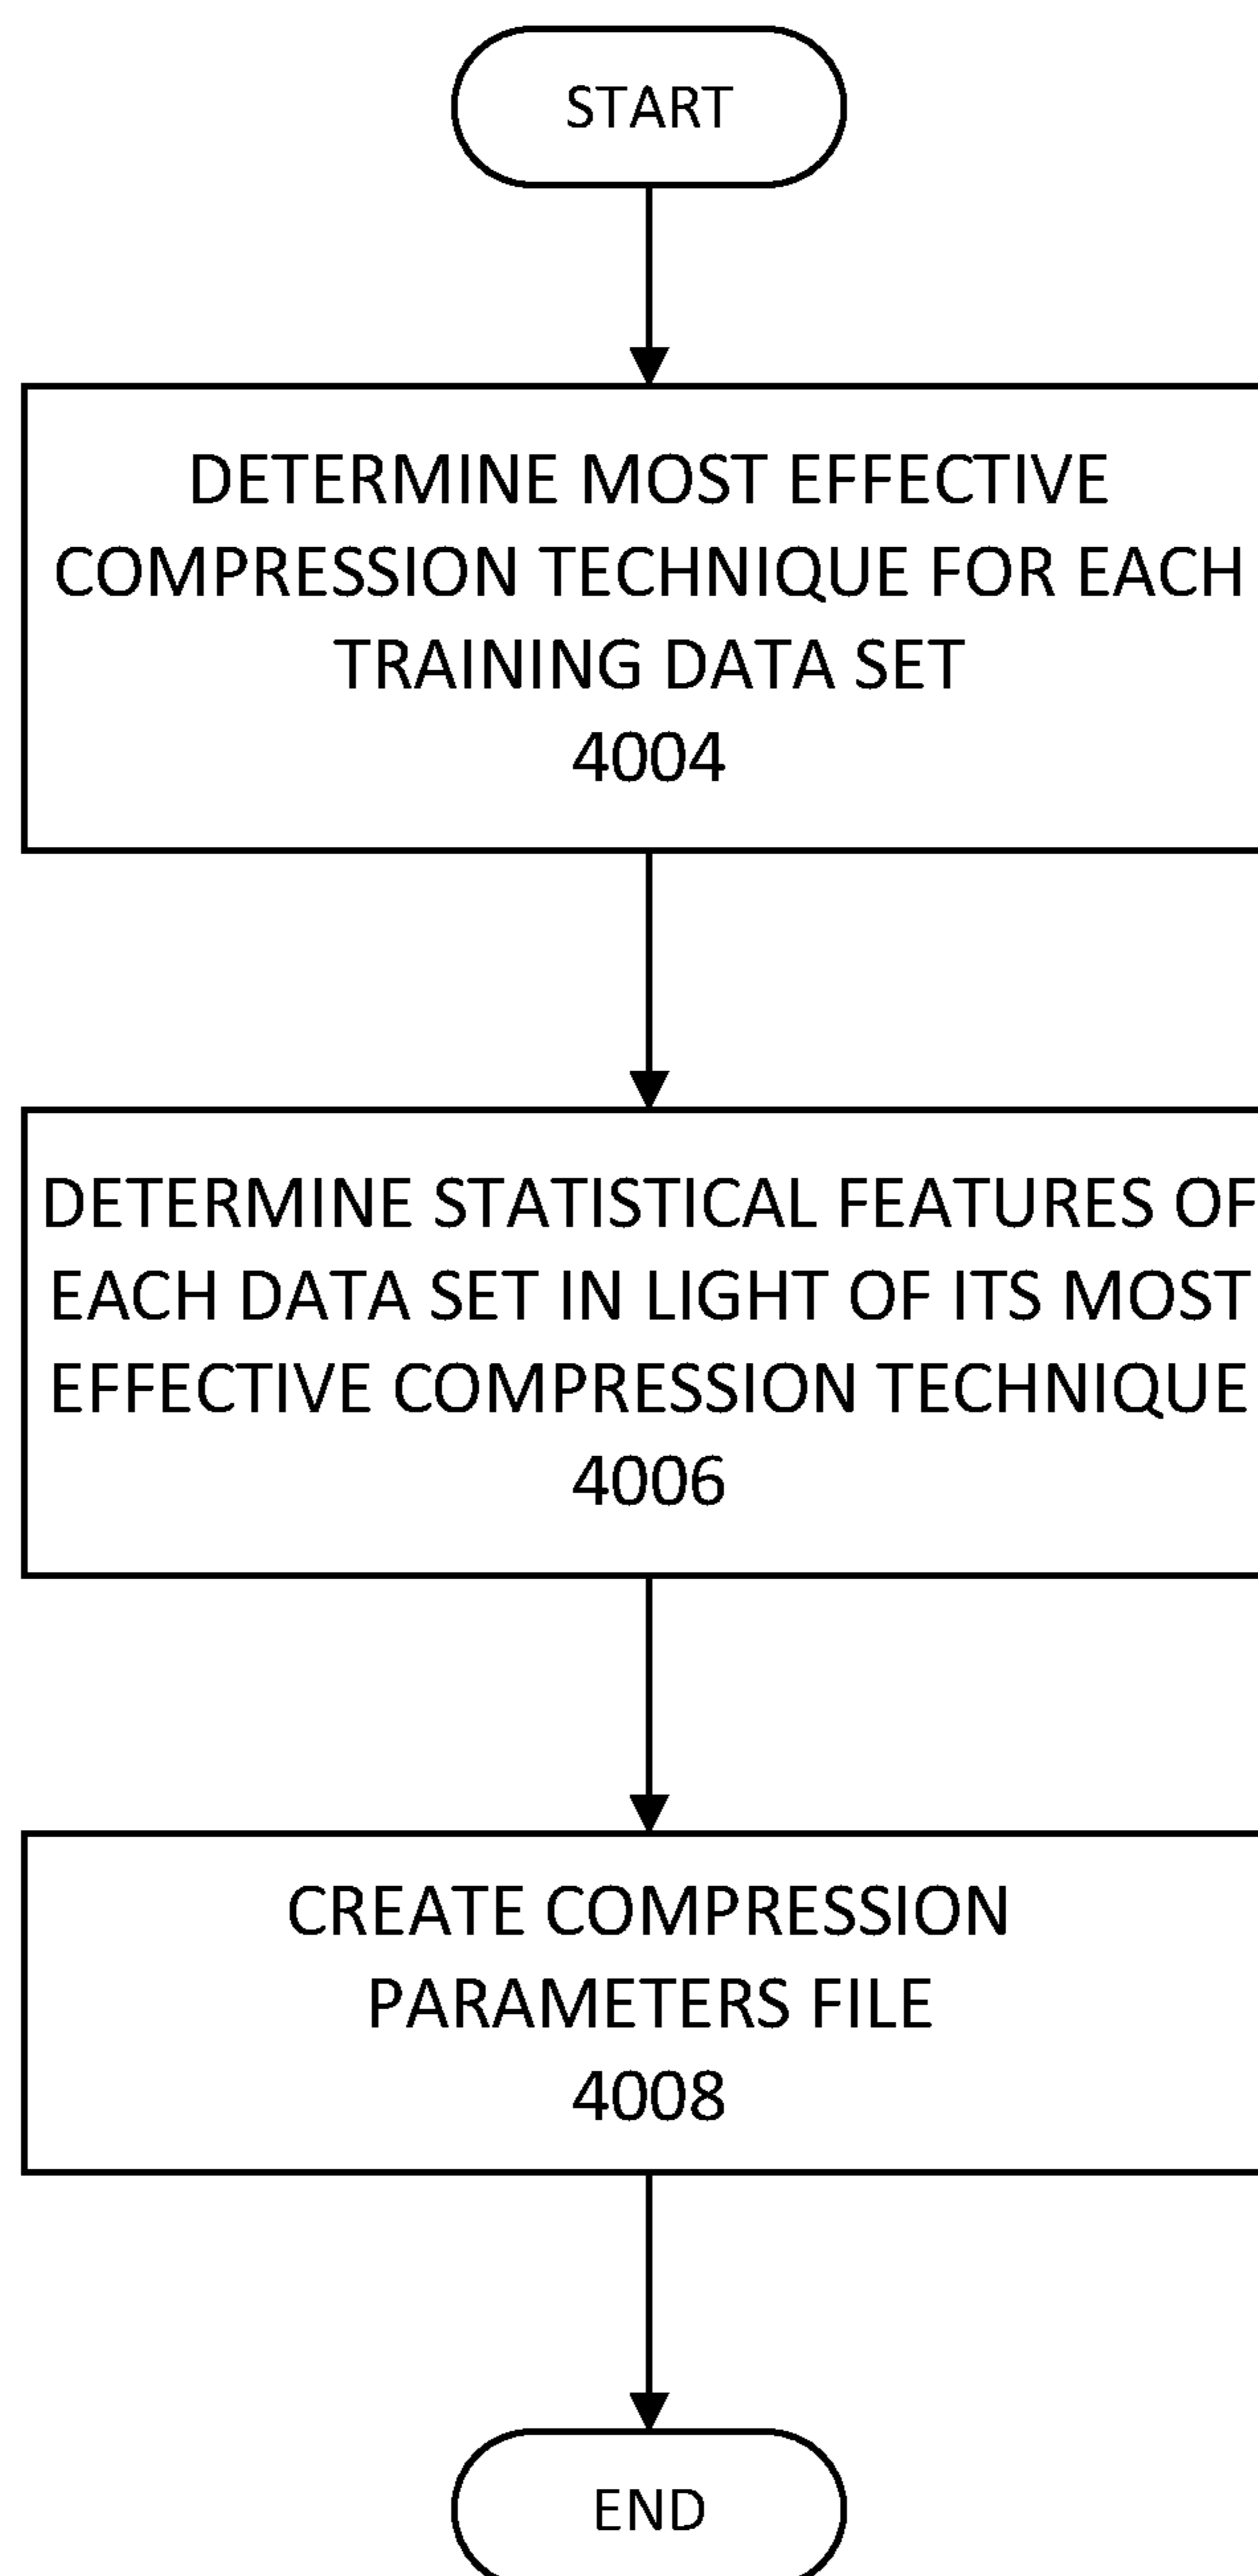 START
DETERMINE MOST EFFECTIVE
COMPRESSION TECHNIQUE FOR EACH
TRAINING DATA SET
4004
DETERMINE STATISTICAL FEATURES OF
EACH DATA SET IN LIGHT OF ITS MOST
EFFECTIVE COMPRESSION TECHNIQUE
4006
CREATE COMPRESSION
PARAMETERS FILE
4008
END